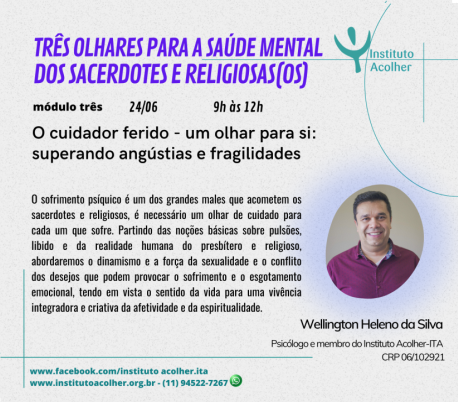 TRÊS OLHARES PARA A SAÚDE MENTAL
DOS SACERDOTES E RELIGIOSAS(OS)
Instituto
Acolher
módulo três 24/06 9h às 12h
O cuidador ferido - um olhar para si:
superando angústias e fragilidades
O sofrimento psíquico é um dos grandes males que acometem os
sacerdotes e religiosos, é necessário um olhar de cuidado para
cada um que sofre. Partindo das noções básicas sobre pulsões,
libido e da realidade humana do presbítero e religioso,
abordaremos o dinamismo e a força da sexualidade e o conflito
dos desejos que podem provocar o sofrimento e o esgotamento
emocional, tendo em vista o sentido da vida para uma vivência
integradora e criativa da afetividade e da espiritualidade.
Wellington Heleno da Silva
Psicólogo e membro do Instituto Acolher-ITA
CRP 06/102921
www.facebook.com/instituto acolher.ita
www.institutoacolher.org.br - (11) 94522-7267